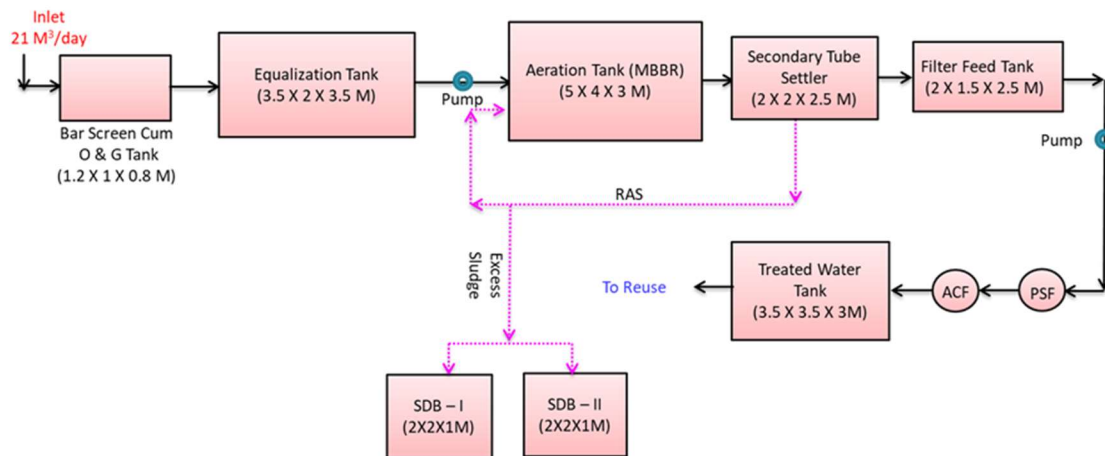 Inlet
21 M³/day
Bar Screen Cum
O & G Tank
(1.2 X 1 X 0.8 M)
Equalization Tank
(3.5 X 2 X 3.5 M)
Pump
Aeration Tank (MBBR)
(5 X 4 X 3 M)
Secondary Tube
Settler
(2 X 2 X 2.5 M)
Filter Feed Tank
(2 X 1.5 X 2.5 M)
Pump
RAS
Excess
Sludge
To Reuse
Treated Water
Tank
(3.5 X 3.5 X 3M)
ACF
PSF
SDB – I
(2X2X1M)
SDB – II
(2X2X1M)